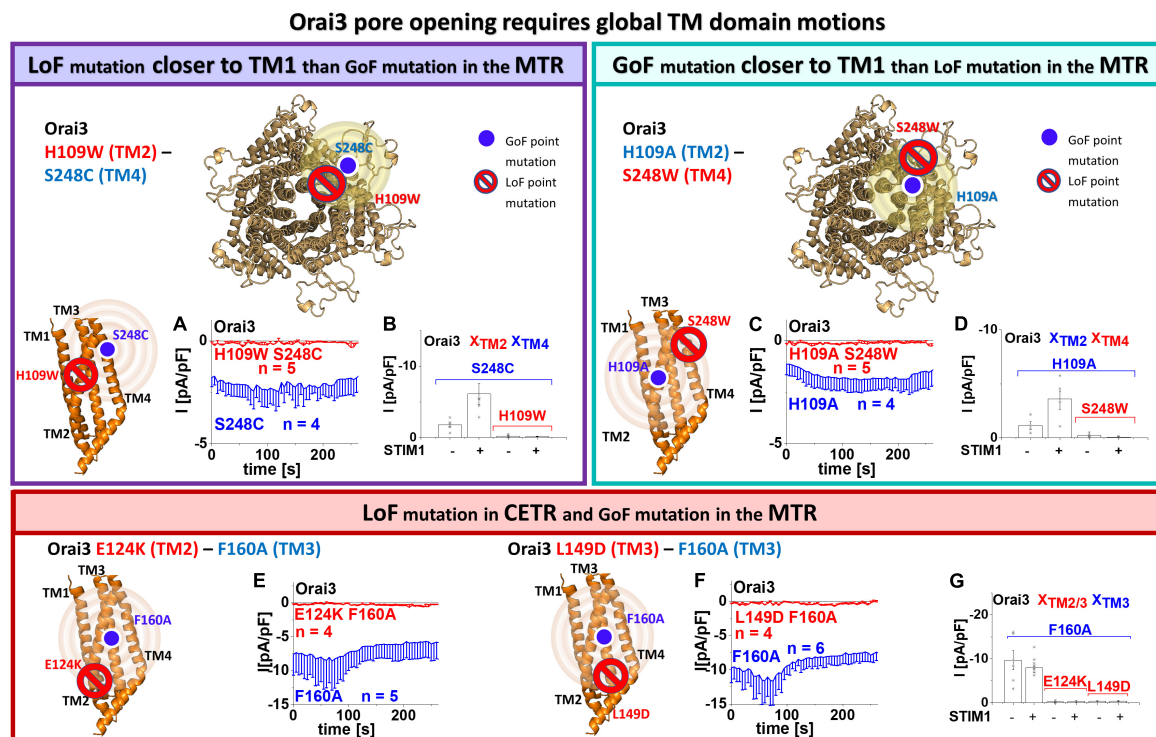 Orai3 pore opening requires global TM domain motions
LoF mutation closer to TM1 than GoF mutation in the MTR
Orai3
H109W (TM2) –
S248C (TM4)
S248C
H109W
GoF point
mutation
LoF point
mutation
TM3
TM1
S248C
H109W
TM4
TM2
A
Orai3
0
H109W S248C
n = 5
S248C n = 4
-5
I [pA/pF]
0 200
time [s]
B
Orai3 XTM2 XTM4
S248C
H109W
-10
0
I [pA/pF]
STIM1 - + - +
GoF mutation closer to TM1 than LoF mutation in the MTR
Orai3
H109A (TM2) –
S248W (TM4)
S248W
H109A
GoF point
mutation
LoF point
mutation
TM3
TM1
S248W
H109A
TM4
TM2
C
Orai3
0
H109A S248W
n = 5
H109A n = 4
-5
I [pA/pF]
0 200
time [s]
D
-10
Orai3 XTM2 XTM4
H109A
S248W
0
I [pA/pF]
STIM1 - + - +
LoF mutation in CETR and GoF mutation in the MTR
Orai3 E124K (TM2) – F160A (TM3)
TM3
TM1
F160A
E124K
TM4
TM2
E
Orai3
0
E124K F160A
n = 4
-5
-10
F160A n = 5
-15
I[pA/pF]
0 200
time [s]
Orai3 L149D (TM3) – F160A (TM3)
TM3
TM1
F160A
TM4
TM2
L149D
F
Orai3
0
L149D F160A
n = 4
-5
F160A n = 6
-10
-15
I[pA/pF]
0 200
time [s]
G
Orai3 XTM2/3 XTM3
-20
F160A
-10
E124K
L149D
0
I [pA/pF]
STIM1 - + - + - +